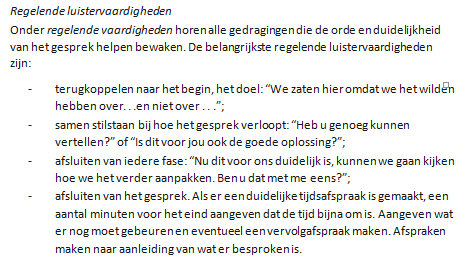 Regelende luistervaardigheden
Onder regelende vaardigheden horen alle gedragingen die de orde en duidelijkheid
van het gesprek helpen bewaken. De belangrijkste regelende luistervaardigheden
zijn:
- terugkoppelen naar het begin, het doel: “We zaten hier omdat we het wilden
hebben over. . .en niet over . . .”;
- samen stilstaan bij hoe het gesprek verloopt: “Heb u genoeg kunnen
vertellen?” of “Is dit voor jou ook de goede oplossing?”;
- afsluiten van iedere fase: “Nu dit voor ons duidelijk is, kunnen we gaan kijken
hoe we het verder aanpakken. Ben u dat met me eens?”;
- afsluiten van het gesprek. Als er een duidelijke tijdsafspraak is gemaakt, een
aantal minuten voor het eind aangeven dat de tijd bijna om is. Aangeven wat
er nog moet gebeuren en eventueel een vervolgafspraak maken. Afspraken
maken naar aanleiding van wat er besproken is.